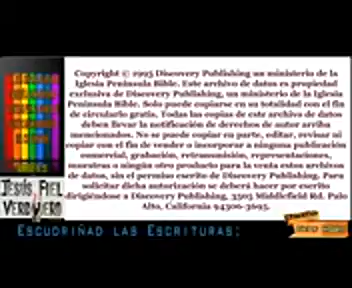 Copyright © 1995 Discovery Publishing un ministerio de la
Iglesia Peninsula Bible. Este archivo de datos es propiedad
exclusiva de Discovery Publishing, un ministerio de la Iglesia
Peninsula Bible. Solo puede copiarse en su totalidad con el fin
de circularlo gratis. Todas las copias de este archivo de datos
deben llevar la notificación de derechos de autor arriba
mencionados. No se puede copiar en parte, editar, revisar ni
copiar con el fin de vender o incorporar a ninguna publicación
comercial, grabación, retransmisión, representaciones,
muestras o ningún otro producto para la venta estos archivos
de datos, sin el permiso escrito de Discovery Publishing. Para
solicitar dicha autorización se deberá hacer por escrito
dirigiéndose a Discovery Publishing, 3505 Middlefield Rd. Palo
Alto, California 94306-3695.
JESÚS FIEL
VERDADERO
ESCUDRIÑAD LAS ESCRITURAS: